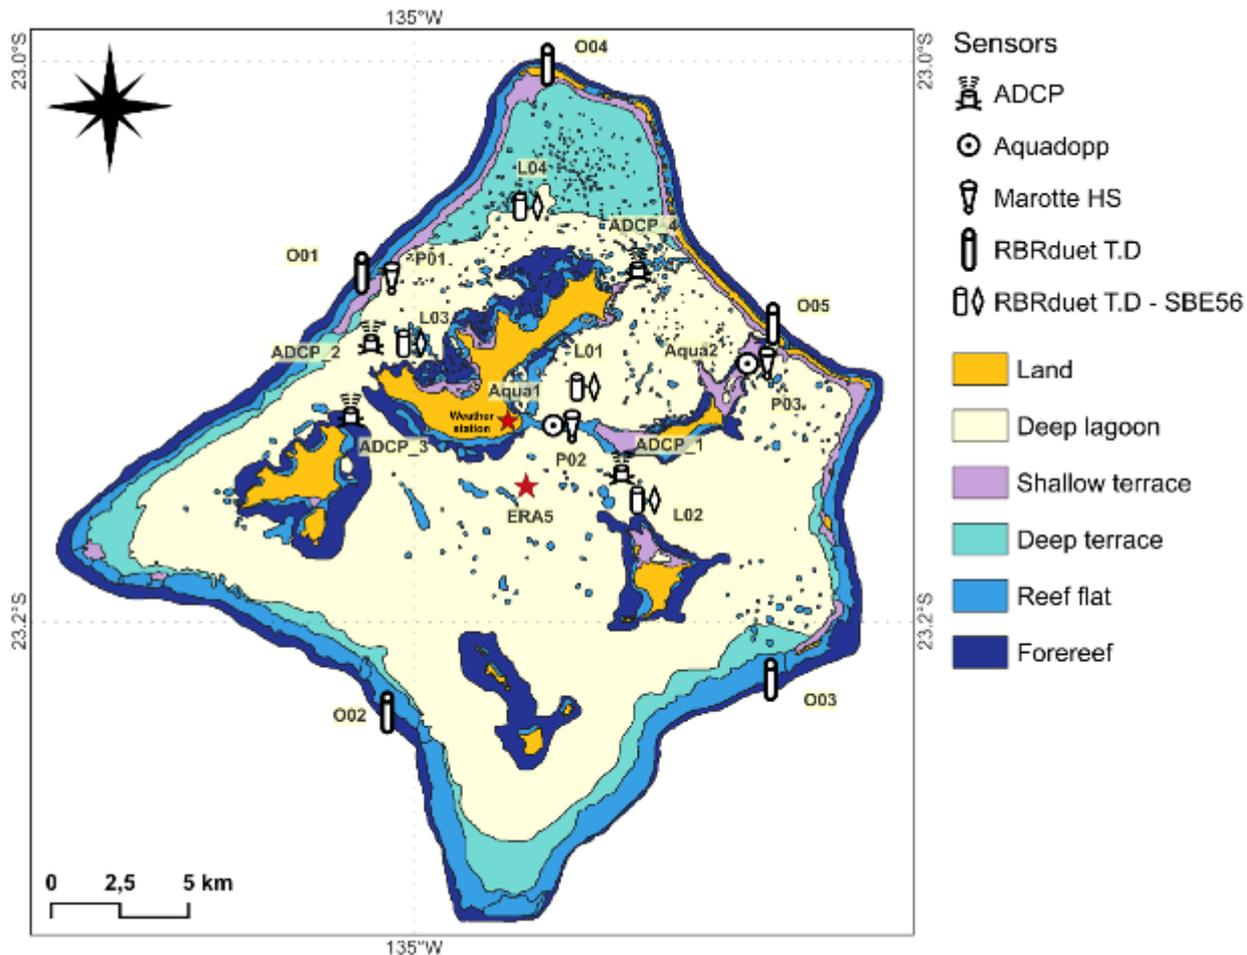 135°W
23.0°S
23.0°S
O04
L04
ADCP_4
O01
P01
O05
L03
ADCP_2
L01
Aqua2
Aqua1
P03
Weather
station
ADCP_3
ADCP_1
P02
ERA5
L02
23.2°S
23.2°S
O02
O03
0 2,5 5 km
135°W
Sensors
ADCP
Aquadopp
Marotte HS
RBRduet T.D
RBRduet T.D - SBE56
Land
Deep lagoon
Shallow terrace
Deep terrace
Reef flat
Forereef